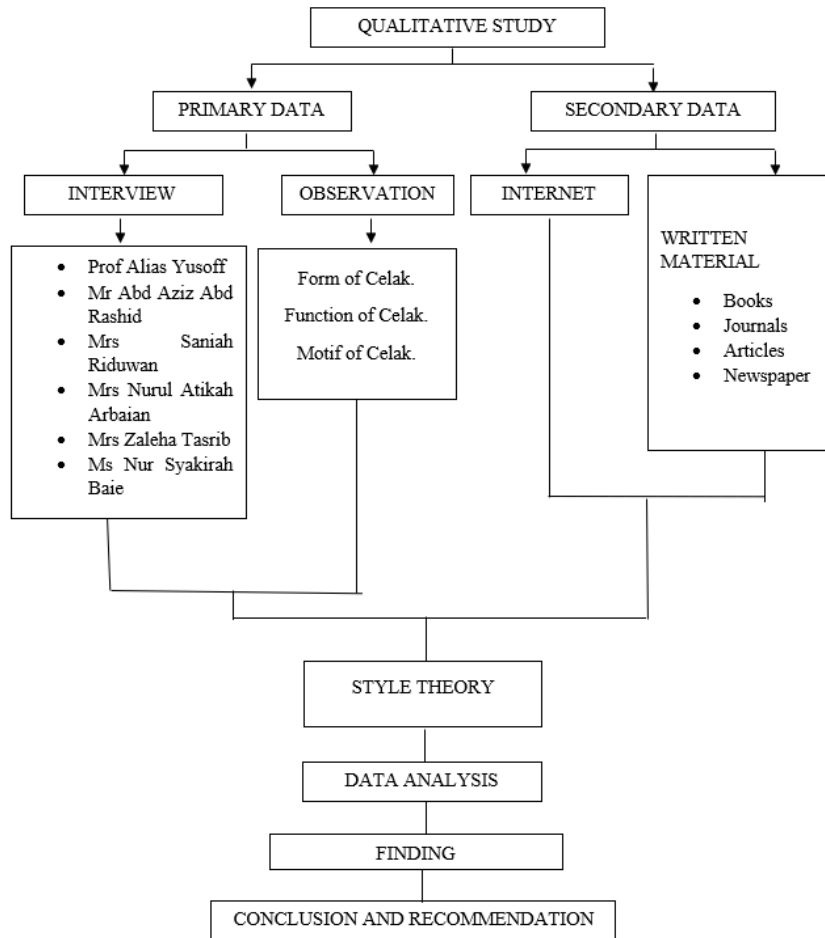 QUALITATIVE STUDY
PRIMARY DATA
SECONDARY DATA
INTERVIEW
OBSERVATION
INTERNET
WRITTEN
MATERIAL
• Books
• Journals
• Articles
• Newspaper
• Prof Alias Yusoff
• Mr Abd Aziz Abd
Rashid
• Mrs Saniah
Riduwan
• Mrs Nurul Atikah
Arbaian
• Mrs Zaleha Tasrib
• Ms Nur Syakirah
Baie
Form of Celak.
Function of Celak.
Motif of Celak.
STYLE THEORY
DATA ANALYSIS
FINDING
CONCLUSION AND RECOMMENDATION